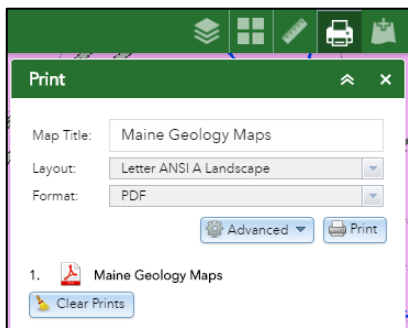 Print
Map Title: Maine Geology Maps
Layout: Letter ANSI A Landscape
Format: PDF
Advanced Print
1. Maine Geology Maps
Clear Prints